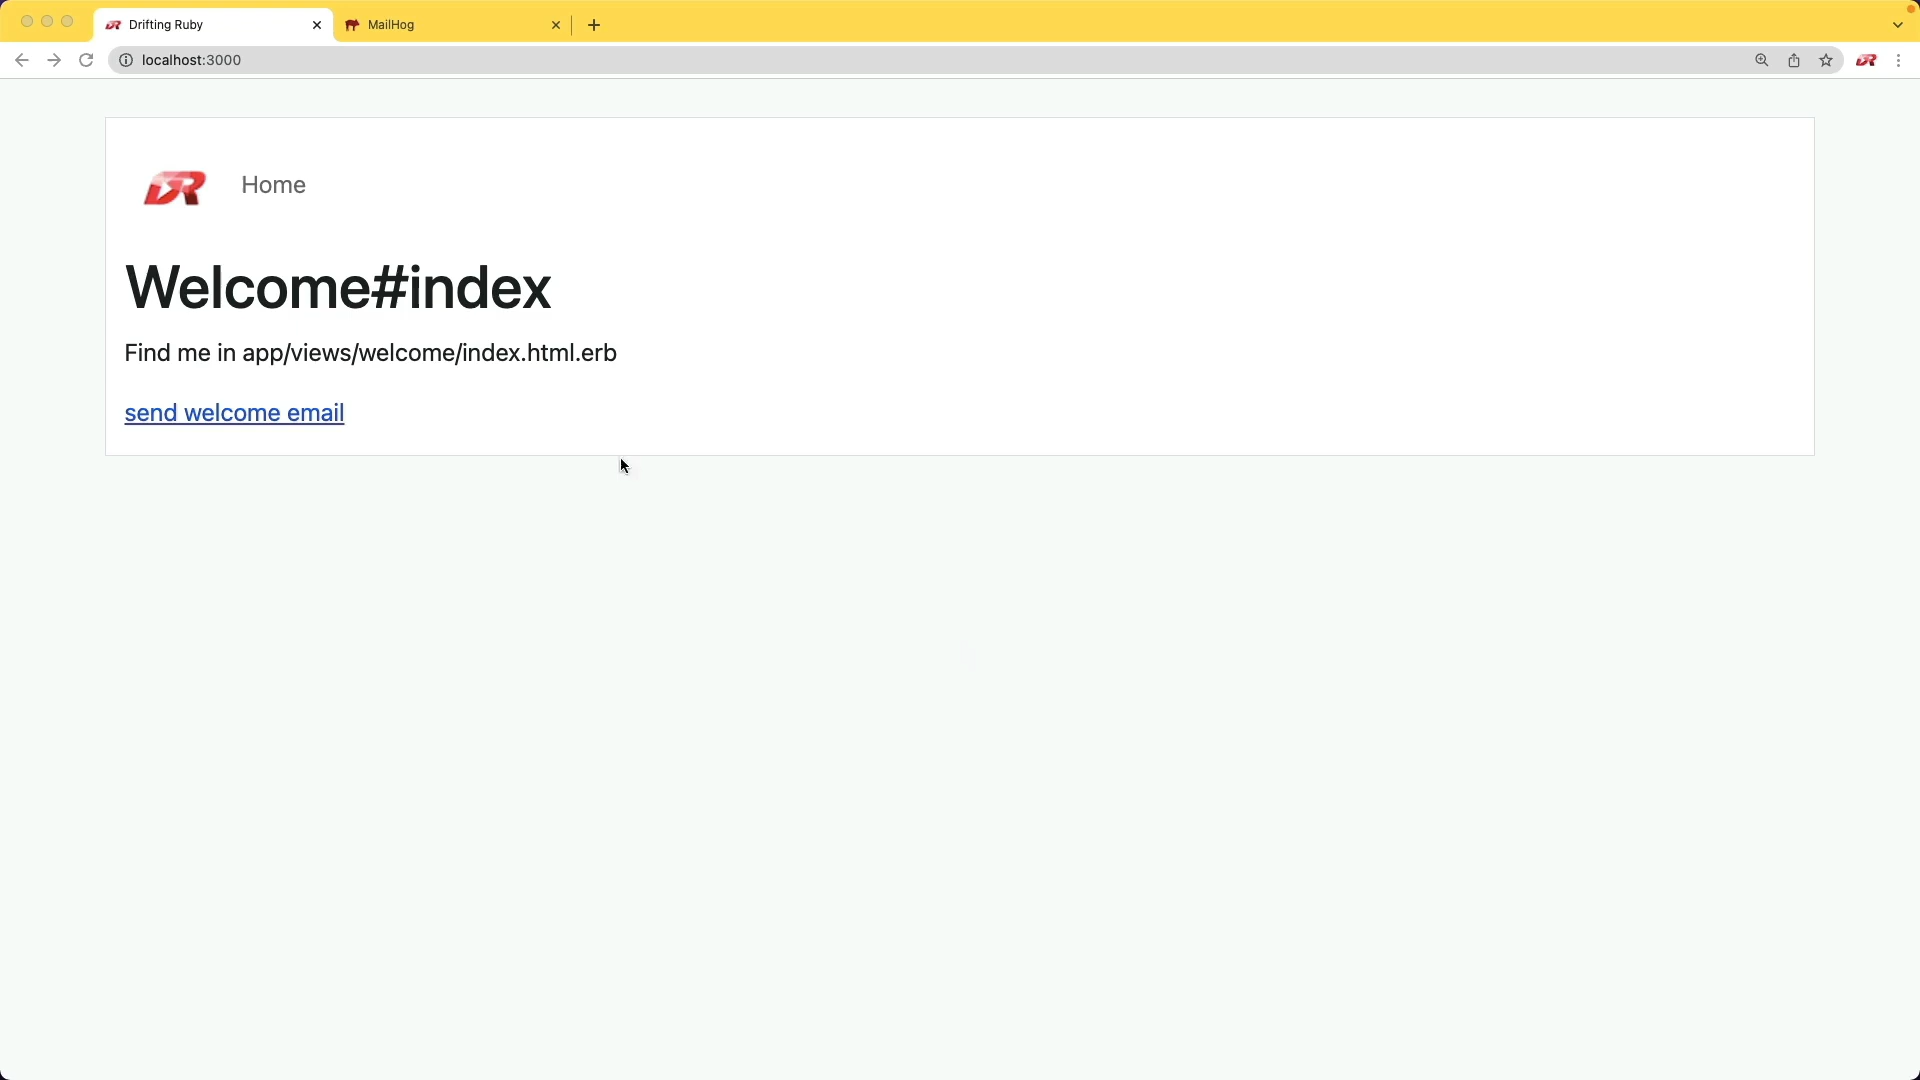 Drifting Ruby
MailHog
localhost:3000
DR Home
Welcome#index
Find me in app/views/welcome/index.html.erb
send welcome email